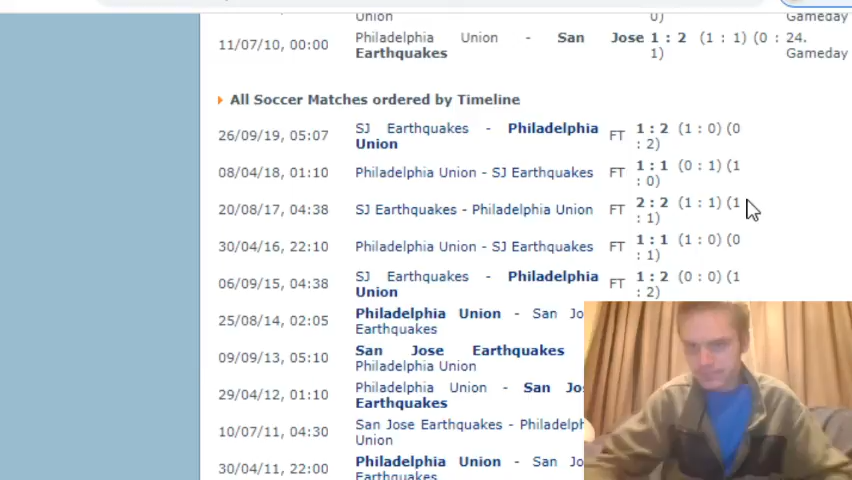 Union
0)
Gameday
11/07/10, 00:00 Philadelphia Union - San Jose 1 : 2 (1 : 1) (0 : 24.
Earthquakes 1) Gameday
All Soccer Matches ordered by Timeline
26/09/19, 05:07 SJ Earthquakes - Philadelphia FT 1 : 2 (1 : 0) (0
Union : 2)
08/04/18, 01:10 Philadelphia Union - SJ Earthquakes FT 1 : 1 (0 : 1) (1
: 0)
20/08/17, 04:38 SJ Earthquakes - Philadelphia Union FT 2 : 2 (1 : 1) (1
: 1)
30/04/16, 22:10 Philadelphia Union - SJ Earthquakes FT 1 : 1 (1 : 0) (0
: 1)
06/09/15, 04:38 SJ Earthquakes - Philadelphia FT 1 : 2 (0 : 0) (1
Union : 2)
25/08/14, 02:05 Philadelphia Union - San Jo
Earthquakes
09/09/13, 05:10 San Jose Earthquakes
Philadelphia Union
29/04/12, 01:10 Philadelphia Union - San Jos
Earthquakes
10/07/11, 04:30 San Jose Earthquakes - Philadelph
Union
30/04/11, 22:00 Philadelphia Union - San Jo
Earthquakes